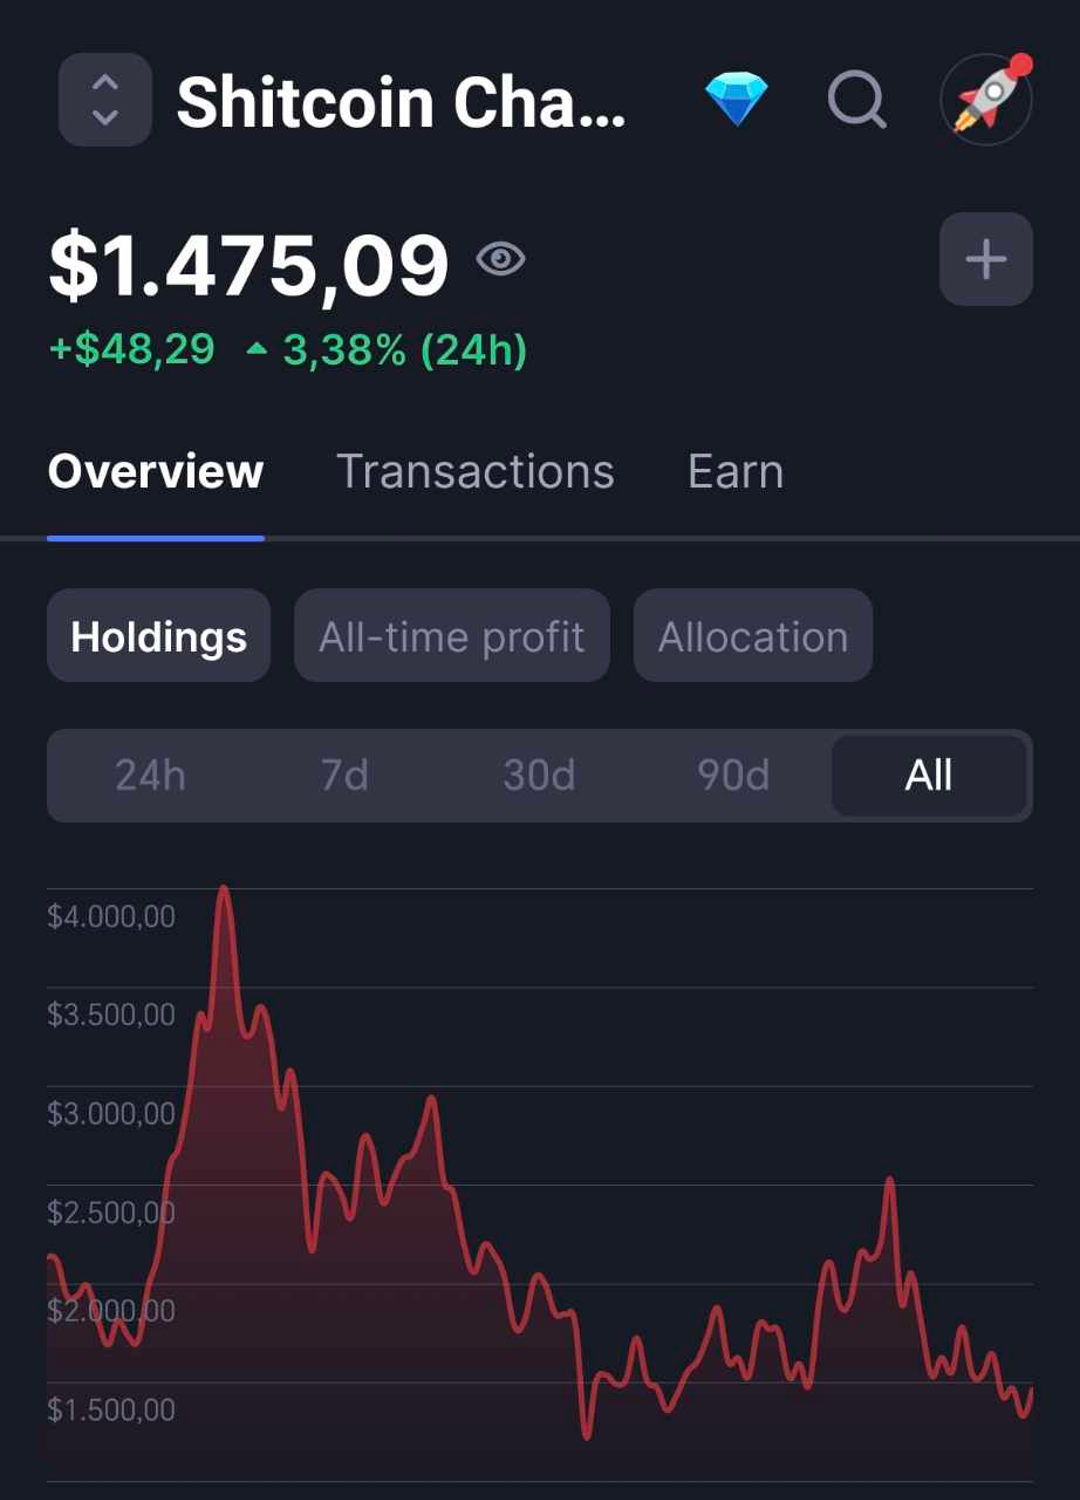 Shitcoin Cha...
$1.475,09
+$48,29 3,38% (24h)
Overview Transactions Earn
Holdings All-time profit Allocation
24h 7d 30d 90d All
$4.000,00
$3.500,00
$3.000,00
$2.500,00
$2.000,00
$1.500,00